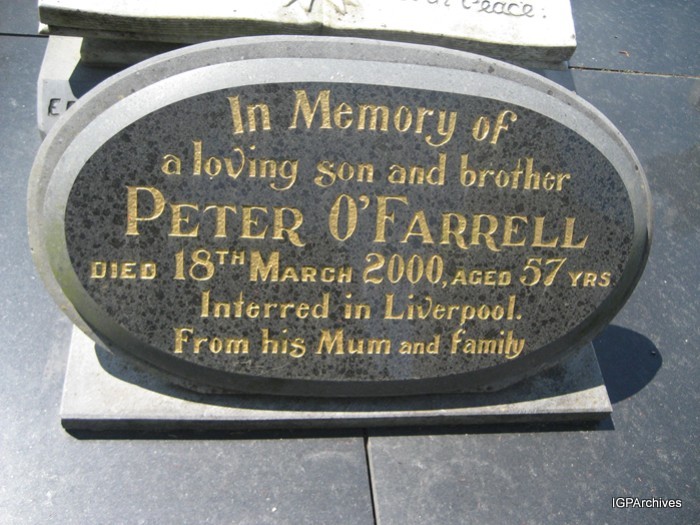 Peace.
In Memory of
a loving son and brother
PETER O'FARRELL
DIED 18TH MARCH 2000, AGED 57 YRS
Interred in Liverpool.
From his Mum and family
IGPArchives